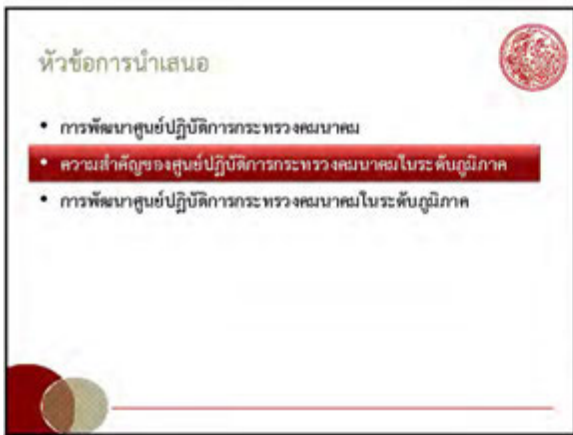 หัวข้อการนำเสนอ
• การพัฒนาศูนย์ปฏิบัติการกระทรวงคมนาคม
• ความสำคัญของศูนย์ปฏิบัติการกระทรวงคมนาคมในระดับภูมิภาค
• การพัฒนาศูนย์ปฏิบัติการกระทรวงคมนาคมในระดับภูมิภาค